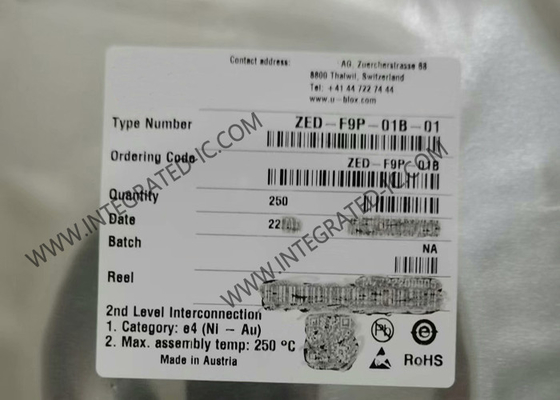 Contact address: AG, Zuercherstrasse 68
8800 Thalwil, Switzerland
Tel: +41 44 722 74 44
www.u-blox.com
Type Number ZED-F9P-01B-01
Ordering Code ZED-F9P-01B
Quantity 250
Date 22
Batch NA
Reel
2nd Level Interconnection
1. Category: e4 (Ni - Au)
2. Max. assembly temp: 250 °C
Made in Austria
e
RoHS
WWW.INTEGRATED-IC.COM
WWW.INTEGRATED-IC.COM